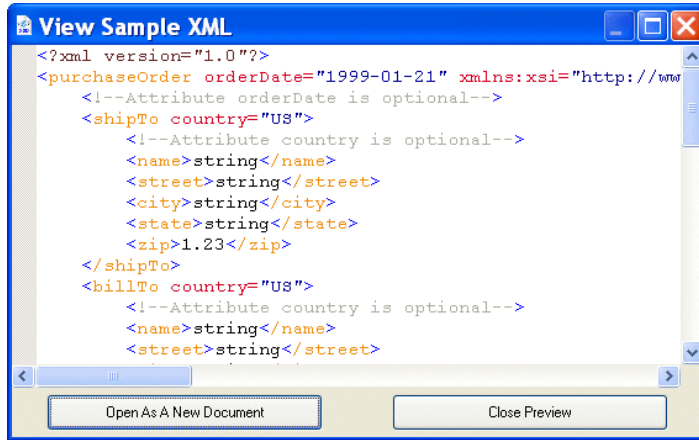 View Sample XML
<?xml version="1.0"?>
<purchaseOrder orderDate="1999-01-21" xmlns:xsi="http://ww
<!--Attribute orderDate is optional-->
<shipTo country="US">
<!--Attribute country is optional-->
<name>string</name>
<street>string</street>
<city>string</city>
<state>string</state>
<zip>1.23</zip>
</shipTo>
<billTo country="US">
<!--Attribute country is optional-->
<name>string</name>
<street>string</street>
Open As A New Document
Close Preview